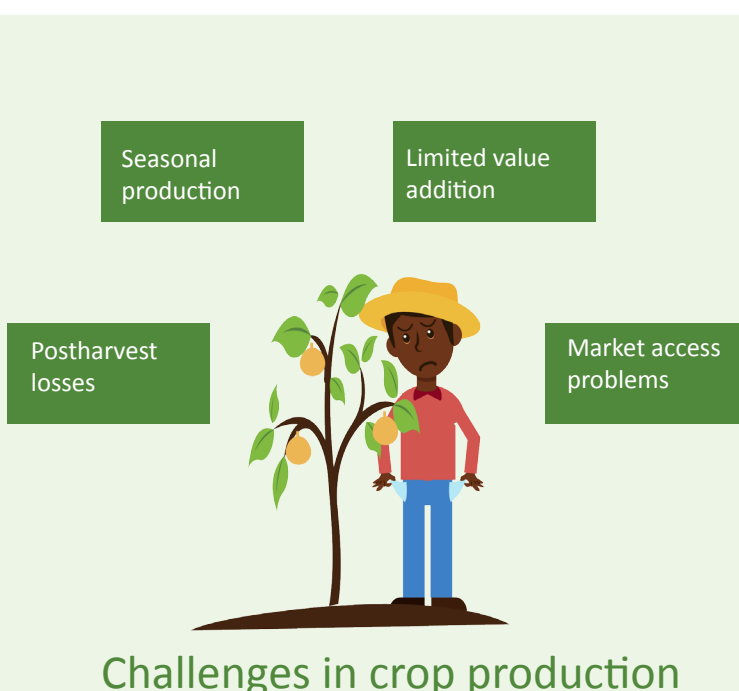 Seasonal
production
Limited value
addition
Postharvest
losses
Market access
problems
Challenges in crop production